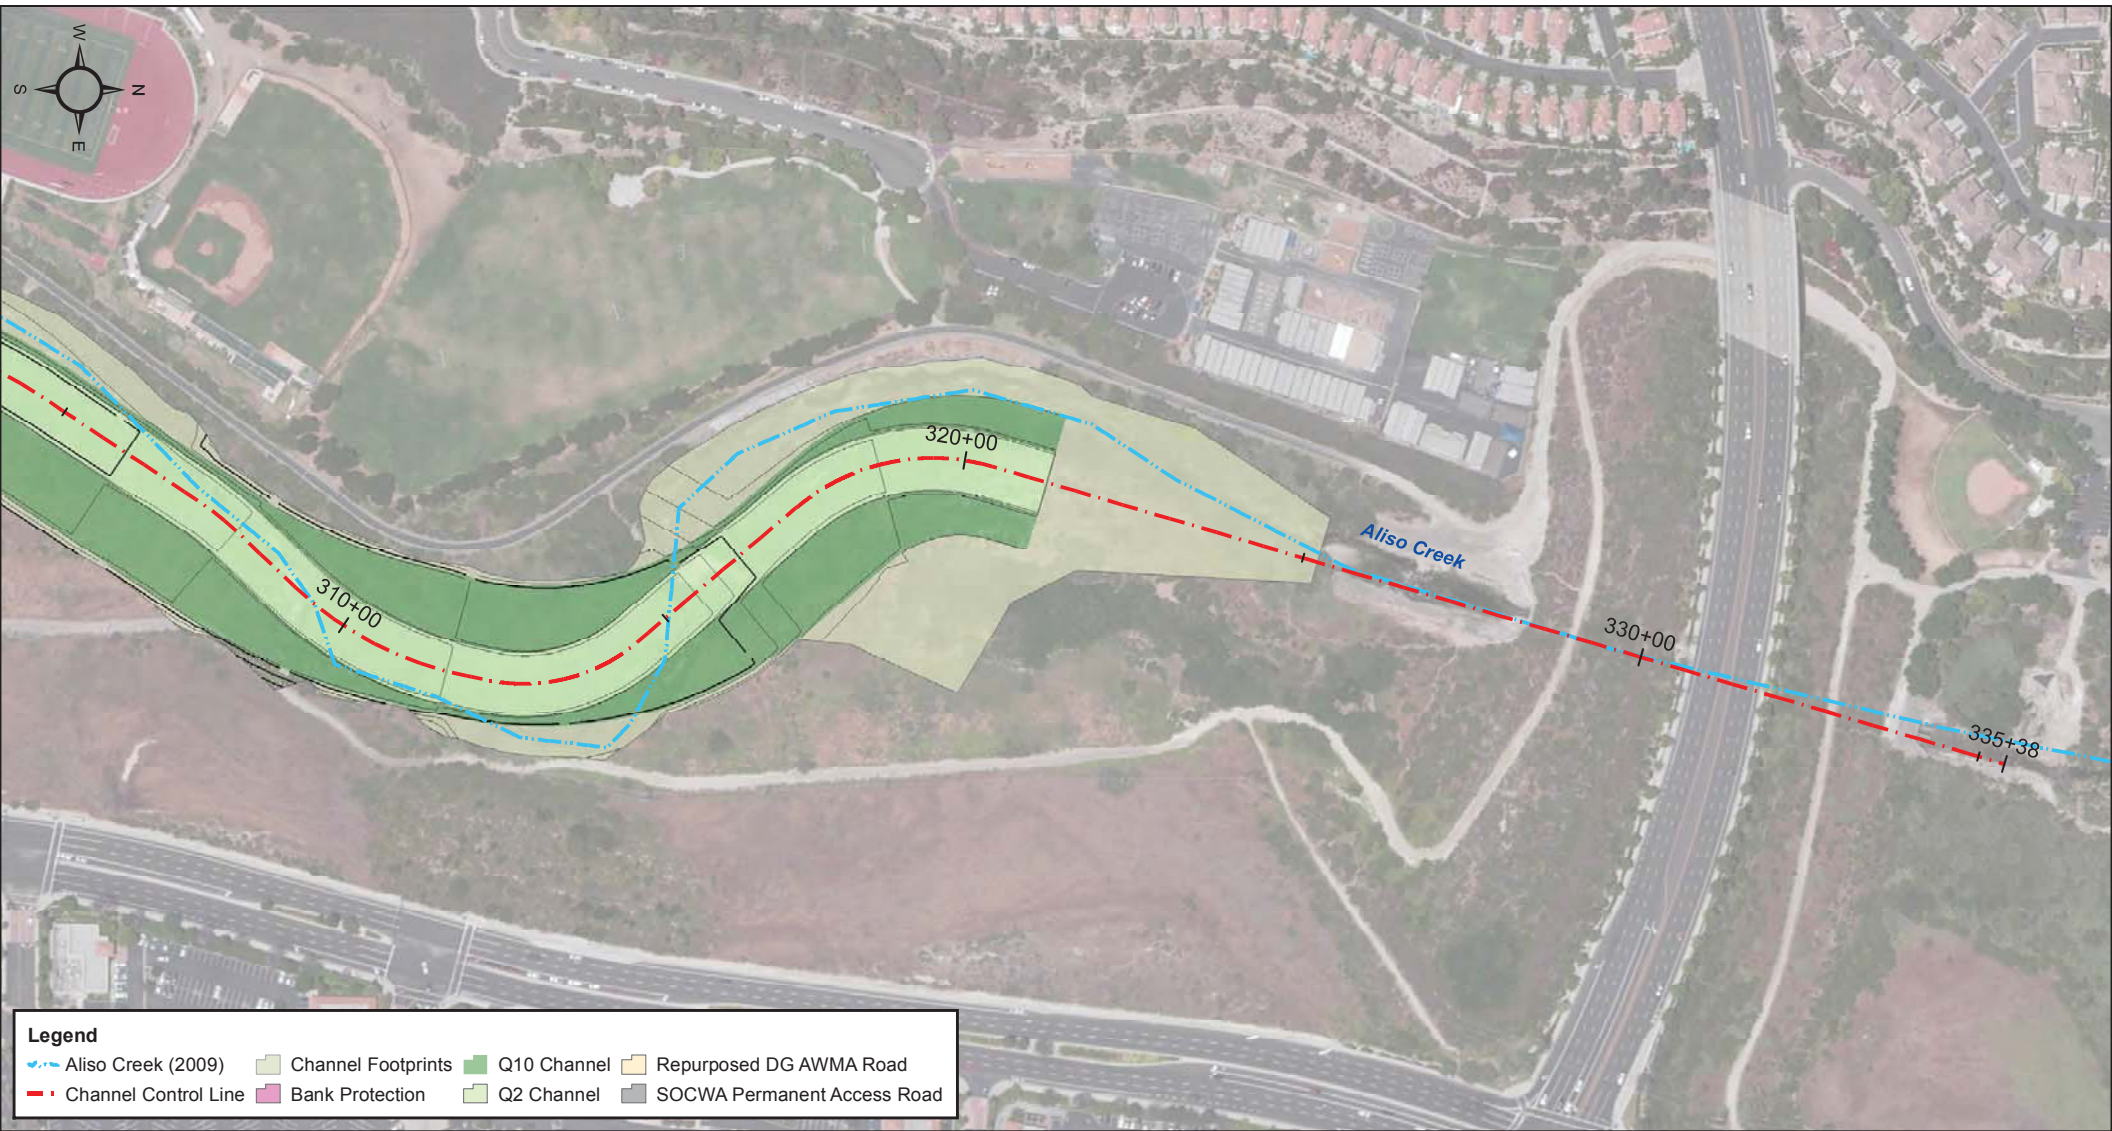 W
S N
E
320+00
Aliso Creek
310+00
330+00
335+38
Legend
Aliso Creek (2009) Channel Footprints Q10 Channel Repurposed DG AWMA Road
Channel Control Line Bank Protection Q2 Channel SOCWA Permanent Access Road